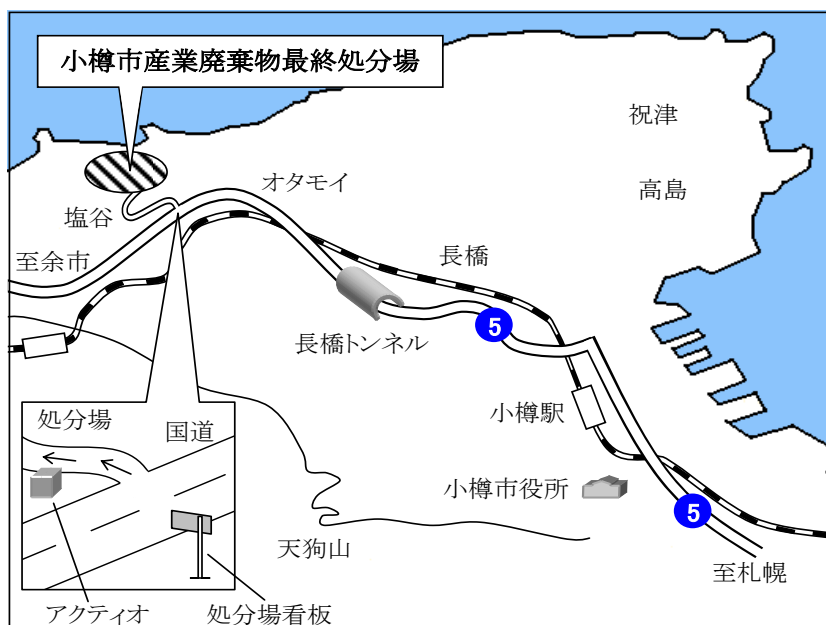 小樽市産業廃棄物最終処分場
祝津
高島
オタモイ
塩谷
至余市
長橋
長橋トンネル
5
小樽駅
処分場
国道
小樽市役所
5
天狗山
至札幌
アクティオ
処分場看板